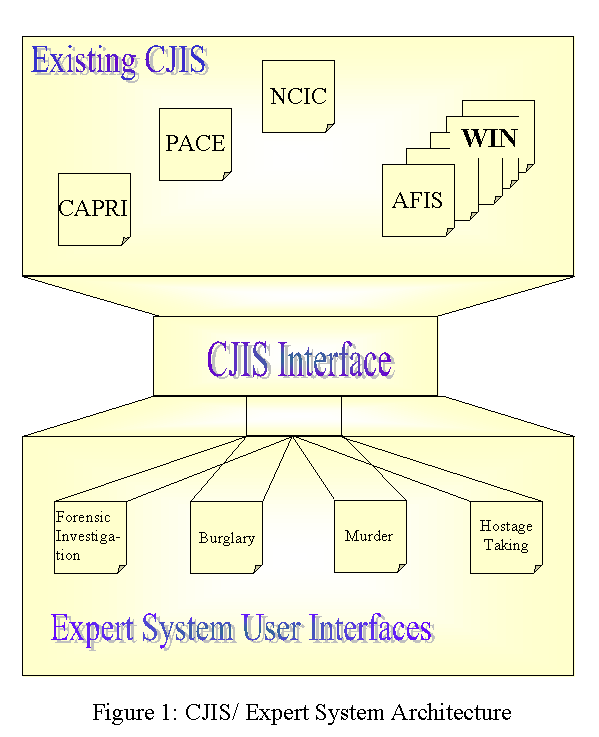 Existing CJIS
NCIC
PACE
WIN
CAPRI
AFIS
CJIS Interface
Forensic
Investiga-
tion
Burglary
Murder
Hostage
Taking
Expert System User Interfaces
Figure 1: CJIS/ Expert System Architecture